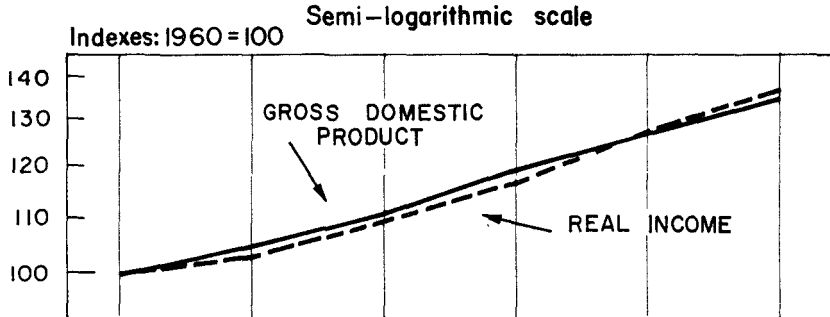 Semi-logarithmic scale
Indexes: 1960 = 100
140
130
GROSS DOMESTIC
PRODUCT
120
110
REAL INCOME
100